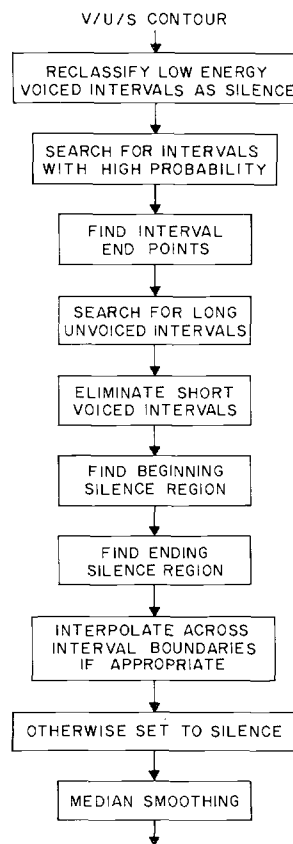 V/U/S CONTOUR
RECLASSIFY LOW ENERGY
VOICED INTERVALS AS SILENCE
SEARCH FOR INTERVALS
WITH HIGH PROBABILITY
FIND INTERVAL
END POINTS
SEARCH FOR LONG
UNVOICED INTERVALS
ELIMINATE SHORT
VOICED INTERVALS
FIND BEGINNING
SILENCE REGION
FIND ENDING
SILENCE REGION
INTERPOLATE ACROSS
INTERVAL BOUNDARIES
IF APPROPRIATE
OTHERWISE SET TO SILENCE
MEDIAN SMOOTHING